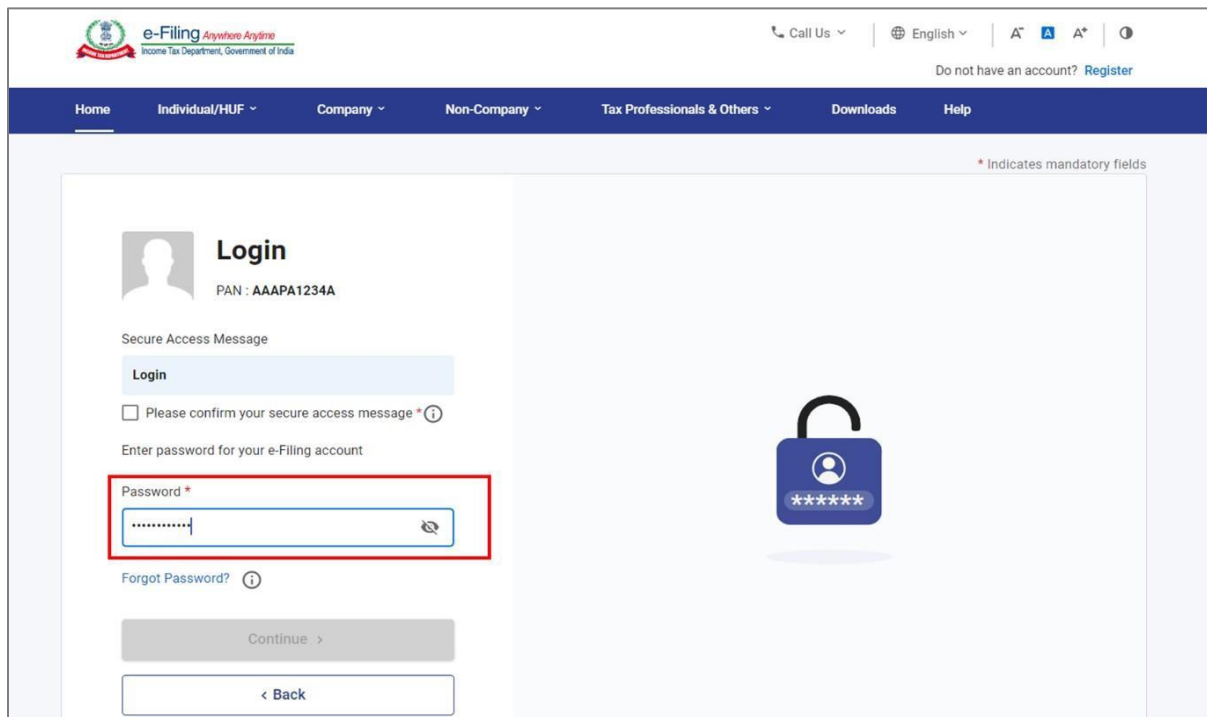 e-Filing Anywhere Anytime
Income Tax Department, Government of India
Call Us
English
A- A A+
Do not have an account? Register
Home Individual/HUF Company Non-Company Tax Professionals & Others Downloads Help
* Indicates mandatory fields
Login
PAN : AAAPA1234A
Secure Access Message
Login
Please confirm your secure access message *
Enter password for your e-Filing account
Password *
••••••••••••
******
Forgot Password?
Continue >
< Back